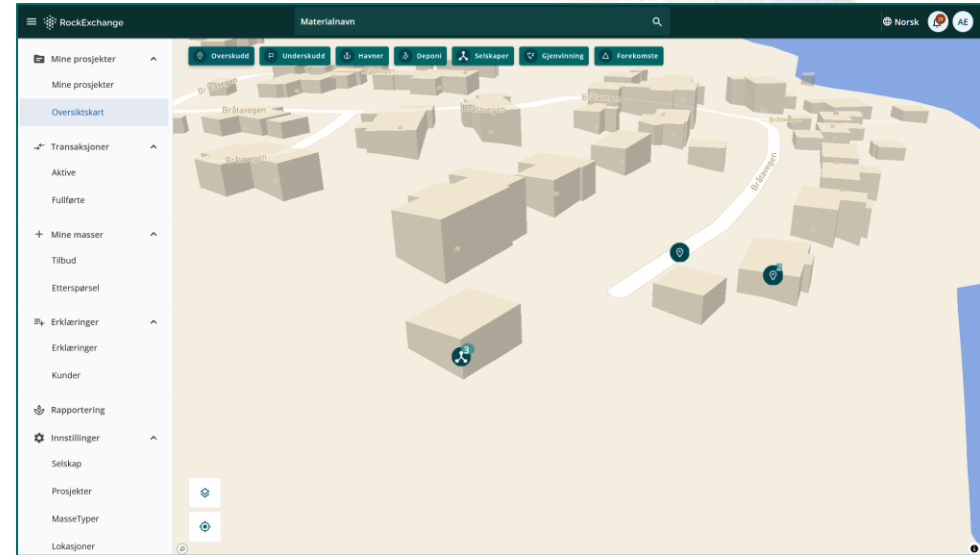 RockExchange
Materialnavn
Norsk
AE
Mine prosjekter
Mine prosjekter
Oversiktskart
Transaksjoner
Aktive
Fullførte
Mine masser
Tilbud
Etterspørsel
Erklæringer
Erklæringer
Kunder
Rapportering
Innstillinger
Selskap
Prosjekter
MasseTyper
Lokasjoner
Overskudd
Underskudd
Havner
Deponi
Selskaper
Gjenvinning
Forekomste
Bråtavegen
Bråtavegen
Bråtavegen
Bråtavegen
Bråtavegen
3